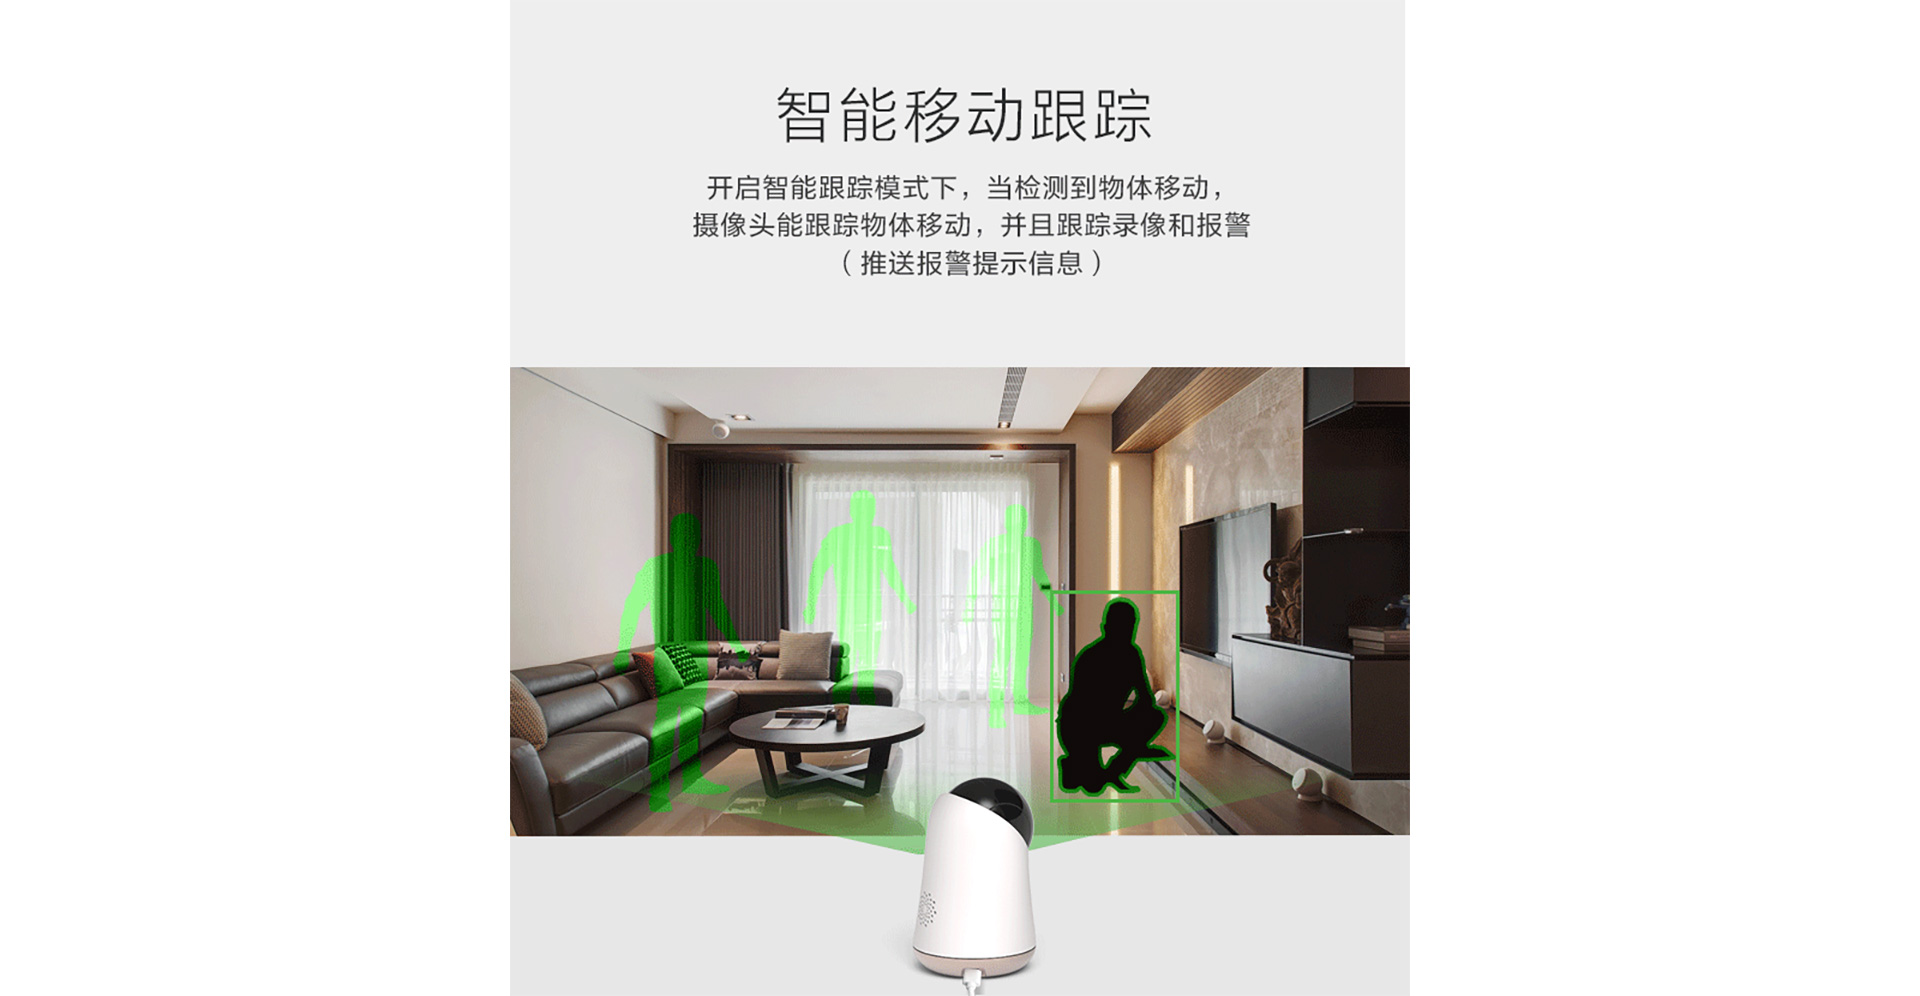 智能移动跟踪
开启智能跟踪模式下，当检测到物体移动，
摄像头能跟踪物体移动，并且跟踪录像和报警
（推送报警提示信息）